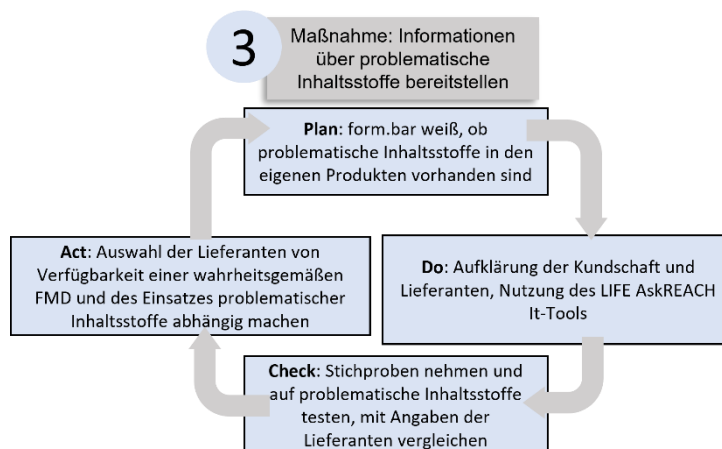 3
Maßnahme: Informationen
über problematische
Inhaltsstoffe bereitstellen
Plan: form.bar weiß, ob
problematische Inhaltsstoffe in den
eigenen Produkten vorhanden sind
Do: Aufklärung der Kundschaft und
Lieferanten, Nutzung des LIFE AskREACH
It-Tools
Check: Stichproben nehmen und
auf problematische Inhaltsstoffe
testen, mit Angaben der
Lieferanten vergleichen
Act: Auswahl der Lieferanten von
Verfügbarkeit einer wahrheitsgemäßen
FMD und des Einsatzes problematischer
Inhaltsstoffe abhängig machen